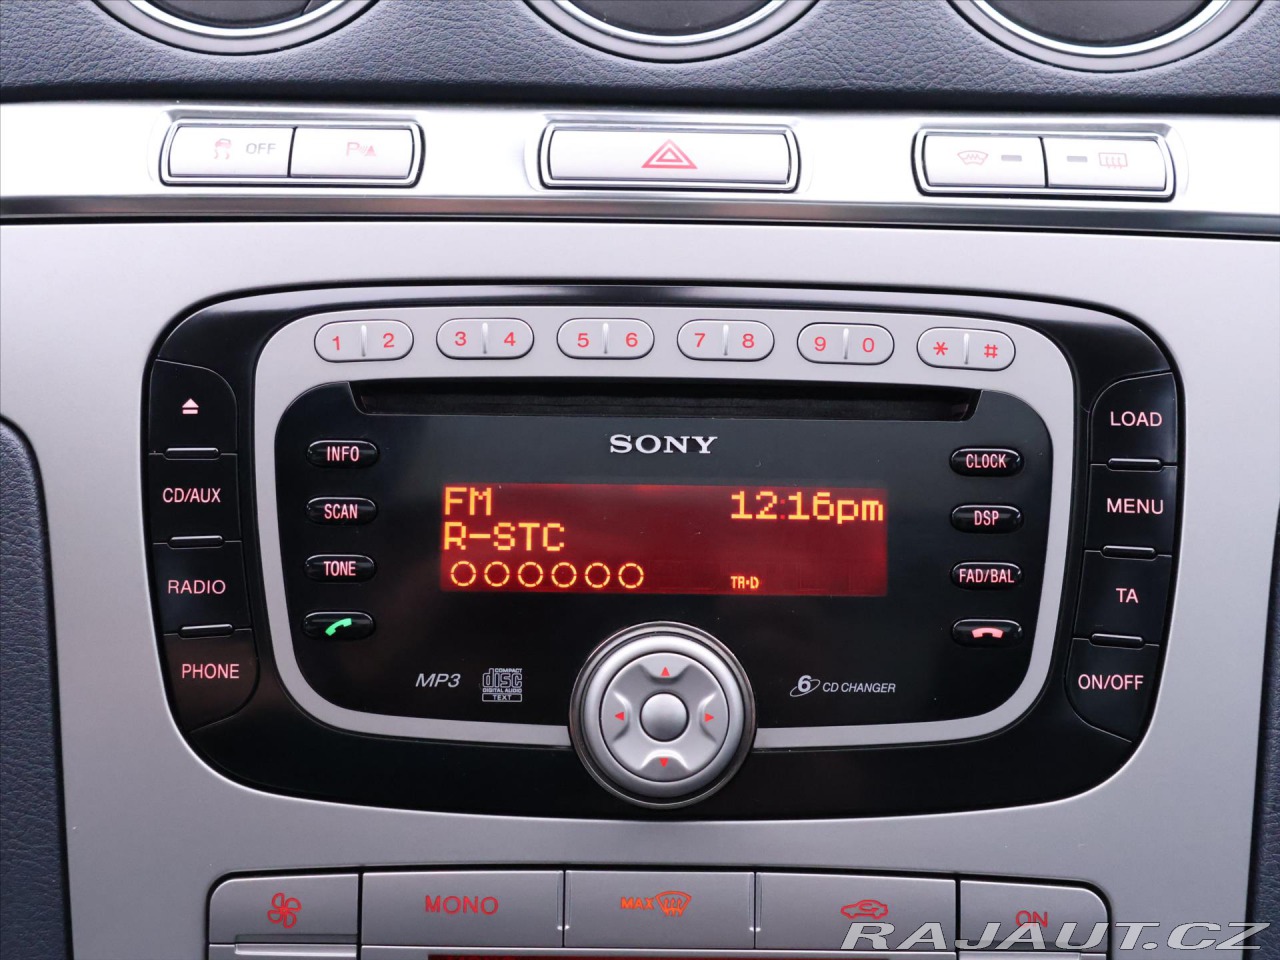 OFF P
1 2 3 4 5 6 7 8 9 0 * #
SONY
INFO
CLOCK
LOAD
CD/AUX
SCAN
FM
12:16pm
DSP
MENU
R-STC
RADIO
TONE
TR•D
FAD/BAL
TA
PHONE
MP3
COMPACT
disc
DIGITAL AUDIO
TEXT
6 CD CHANGER
ON/OFF
MONO
MAX
ON
RAJAUT.CZ